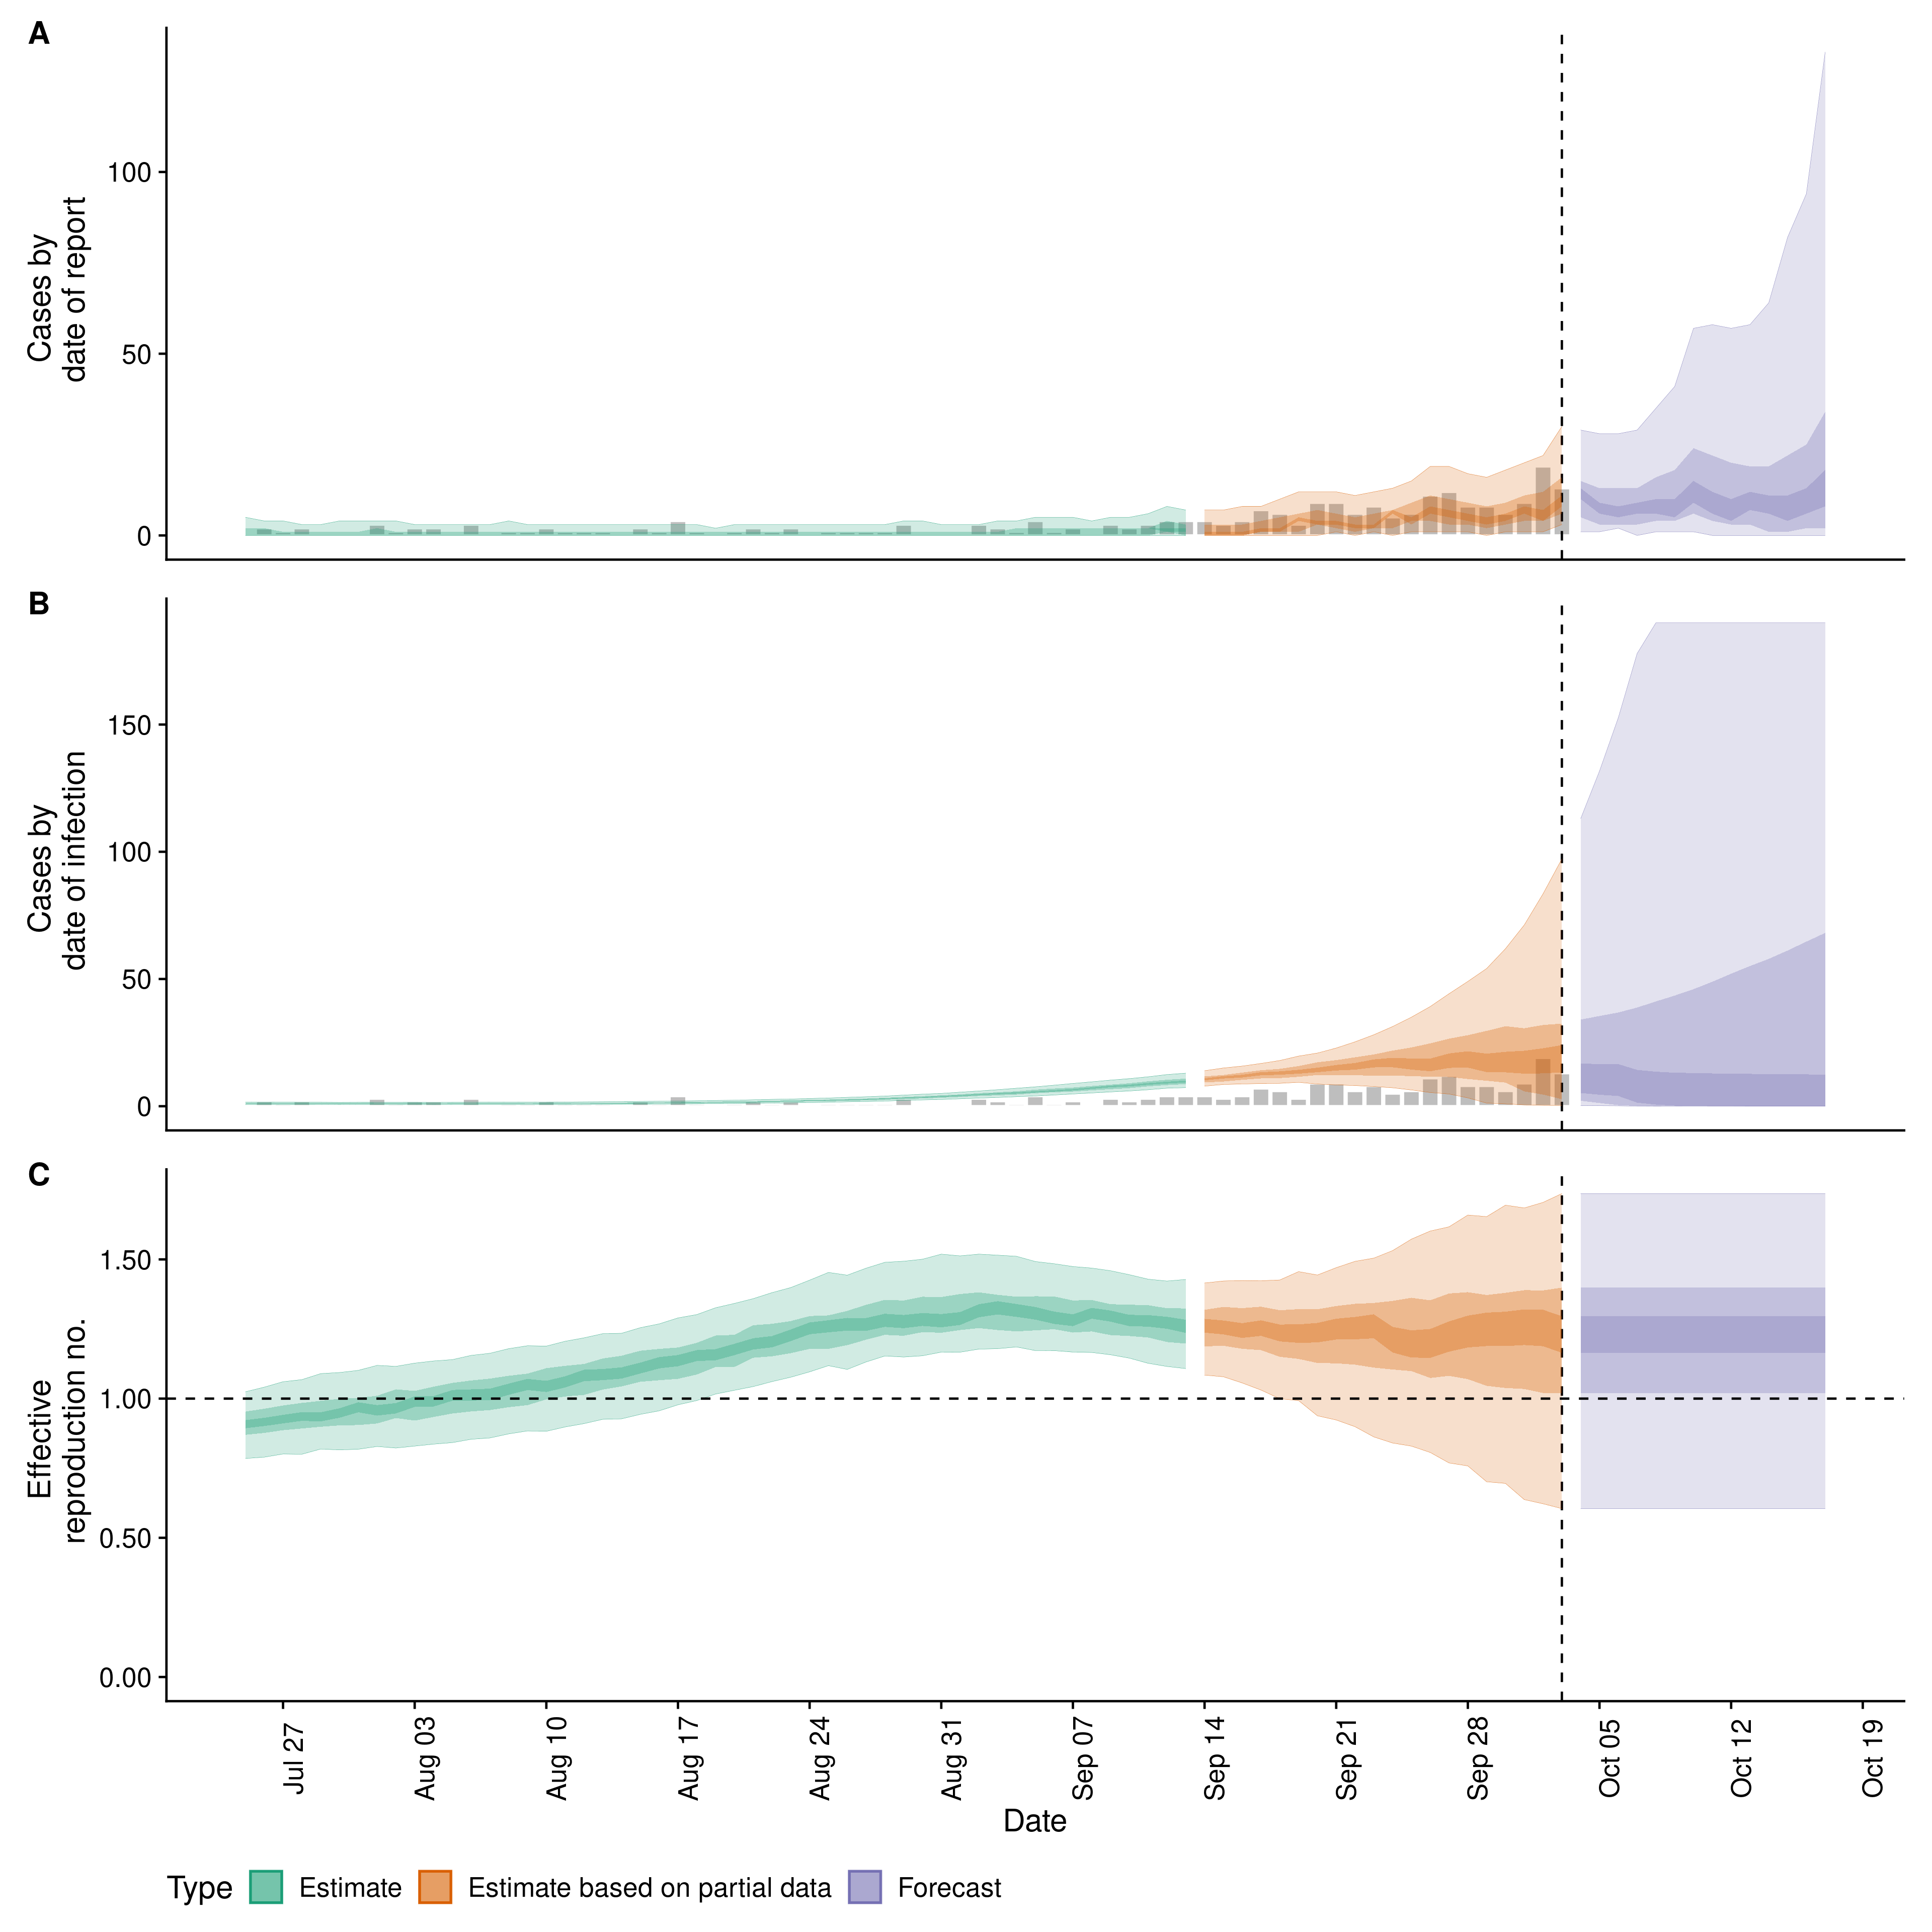 A
Cases by
date of report
100
50
0
B
Cases by
date of infection
150
100
50
0
C
Effective
reproduction no.
1.50
1.00
0.50
0.00
Jul 27
Aug 03
Aug 10
Aug 17
Aug 24
Aug 31
Sep 07
Sep 14
Sep 21
Sep 28
Oct 05
Oct 12
Oct 19
Date
Type Estimate Estimate based on partial data Forecast